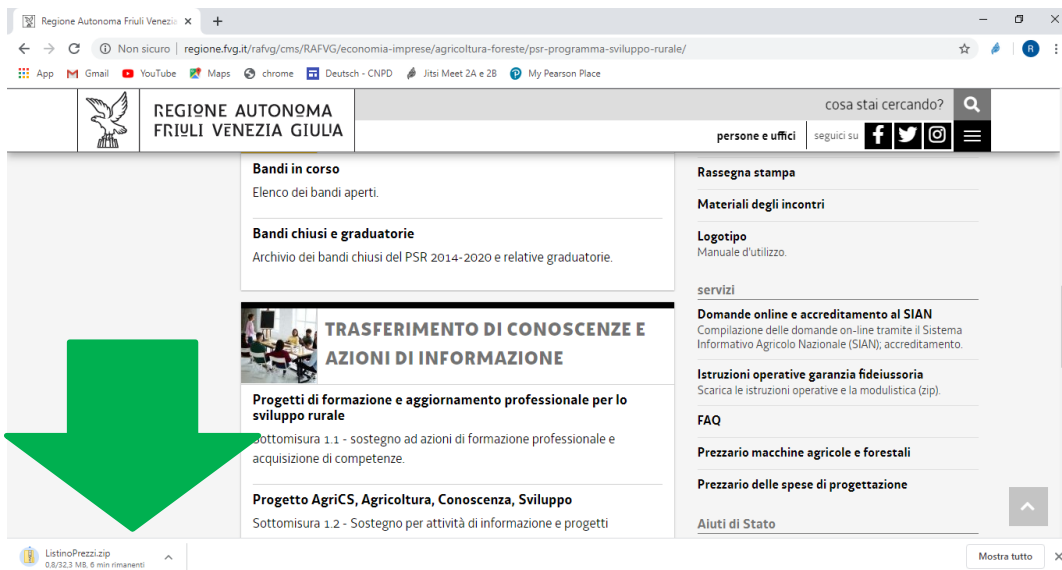 Regione Autonoma Friuli Venezia
Non sicuro | regione.fvg.it/rafvg/cms/RAFVG/economia-imprese/agricoltura-foreste/psr-programma-sviluppo-rurale/
R
App Gmail YouTube Maps chrome Deutsch - CNPD Jitsi Meet 2A e 2B My Pearson Place
REGIONE AUTONOMA
FRIULI VENEZIA GIULIA
cosa stai cercando?
persone e uffici
seguici su
Bandi in corso
Elenco dei bandi aperti.
Bandi chiusi e graduatorie
Archivio dei bandi chiusi del PSR 2014-2020 e relative graduatorie.
TRASFERIMENTO DI CONOSCENZE E
AZIONI DI INFORMAZIONE
Progetti di formazione e aggiornamento professionale per lo
sviluppo rurale
Sottomisura 1.1 - sostegno ad azioni di formazione professionale e
acquisizione di competenze.
Progetto AgriCS, Agricoltura, Conoscenza, Sviluppo
Sottomisura 1.2 - Sostegno per attività di informazione e progetti
Rassegna stampa
Materiali degli incontri
Logotipo
Manuale d'utilizzo.
servizi
Domande online e accreditamento al SIAN
Compilazione delle domande on-line tramite il Sistema
Informativo Agricolo Nazionale (SIAN); accreditamento.
Istruzioni operative garanzia fideiussoria
Scarica le istruzioni operative e la modulistica (zip).
FAQ
Prezzario macchine agricole e forestali
Prezzario delle spese di progettazione
Aiuti di Stato
ListinoPrezzi.zip
0,8/32,3 MB, 6 min rimanenti
Mostra tutto